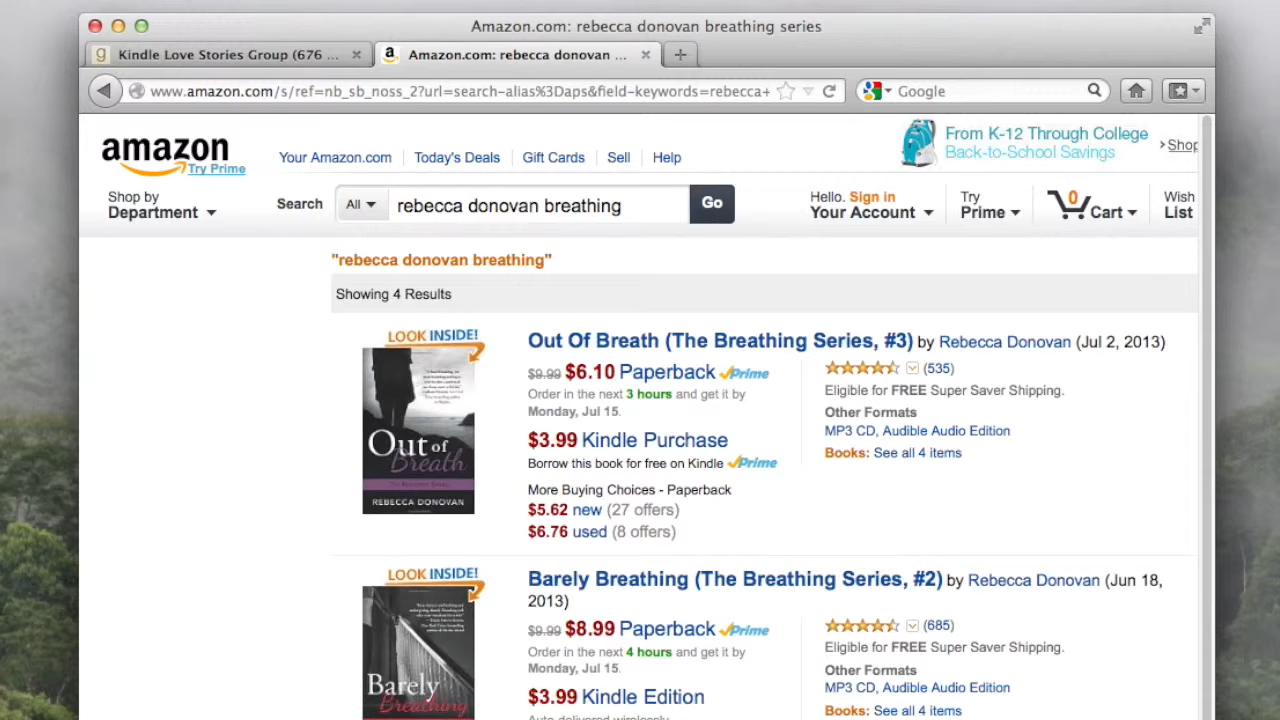 Amazon.com: rebecca donovan breathing series
g Kindle Love Stories Group (676 ...
a Amazon.com: rebecca donovan ...
www.amazon.com/s/ref=nb_sb_noss_2?url=search-alias%3Daps&field-keywords=rebecca+
Google
amazon
Try Prime
Your Amazon.com
Today's Deals
Gift Cards
Sell
Help
From K-12 Through College
Back-to-School Savings
Shop
Shop by
Department
Search
All
rebecca donovan breathing
Go
Hello. Sign in
Your Account
Try
Prime
0
Cart
Wish
List
"rebecca donovan breathing"
Showing 4 Results
LOOK INSIDE!
Out of
Breath
REBECCA DONOVAN
Out Of Breath (The Breathing Series, #3) by Rebecca Donovan (Jul 2, 2013)
$9.99 $6.10 Paperback Prime
Order in the next 3 hours and get it by
Monday, Jul 15.
$3.99 Kindle Purchase
Borrow this book for free on Kindle Prime
More Buying Choices - Paperback
$5.62 new (27 offers)
$6.76 used (8 offers)
(535)
Eligible for FREE Super Saver Shipping.
Other Formats
MP3 CD, Audible Audio Edition
Books: See all 4 items
LOOK INSIDE!
Barely
Breathing
Barely Breathing (The Breathing Series, #2) by Rebecca Donovan (Jun 18,
2013)
$9.99 $8.99 Paperback Prime
Order in the next 4 hours and get it by
Monday, Jul 15.
$3.99 Kindle Edition
Auto-delivered wirelessly
(685)
Eligible for FREE Super Saver Shipping.
Other Formats
MP3 CD, Audible Audio Edition
Books: See all 4 items